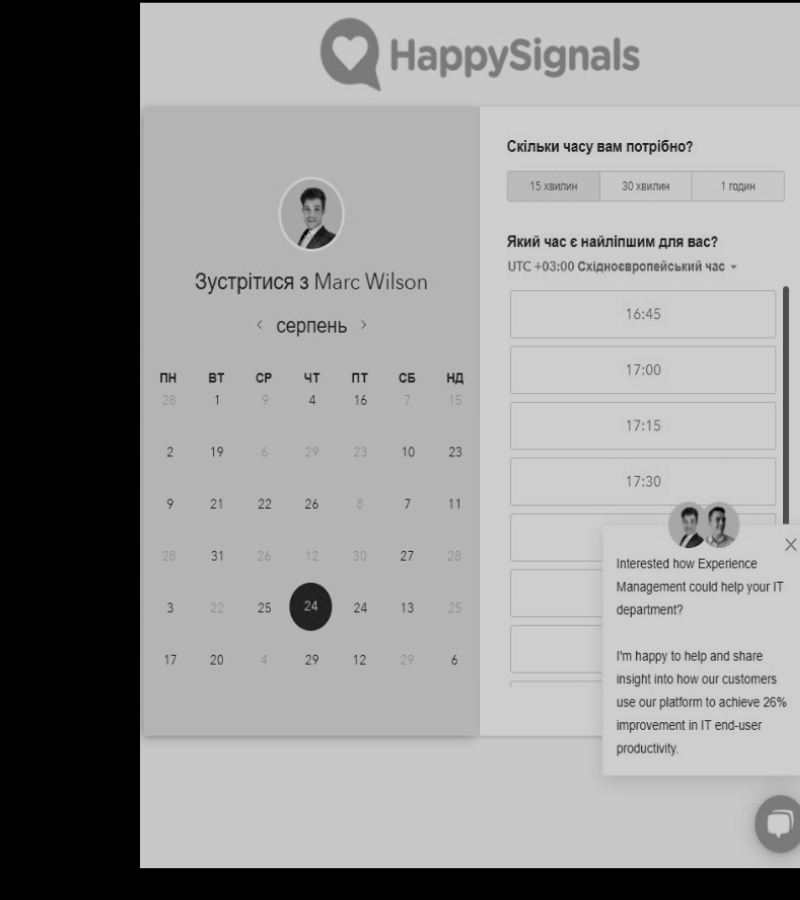 HappySignals
Зустрітися з Marc Wilson
‹ серпень ›
ПН ВТ СР ЧТ ПТ СБ НД
28 1 9 4 16 7 15
2 19 6 29 23 10 23
9 21 22 26 8 7 11
28 31 26 12 30 27 28
3 22 25 24 24 13 25
17 20 4 29 12 29 6
Скільки часу вам потрібно?
15 хвилин 30 хвилин 1 годин
Який час є найліпшим для вас?
UTC +03:00 Східноєвропейський час
16:45
17:00
17:15
17:30
Interested how Experience
Management could help your IT
department?
I'm happy to help and share
insight into how our customers
use our platform to achieve 26%
improvement in IT end-user
productivity.